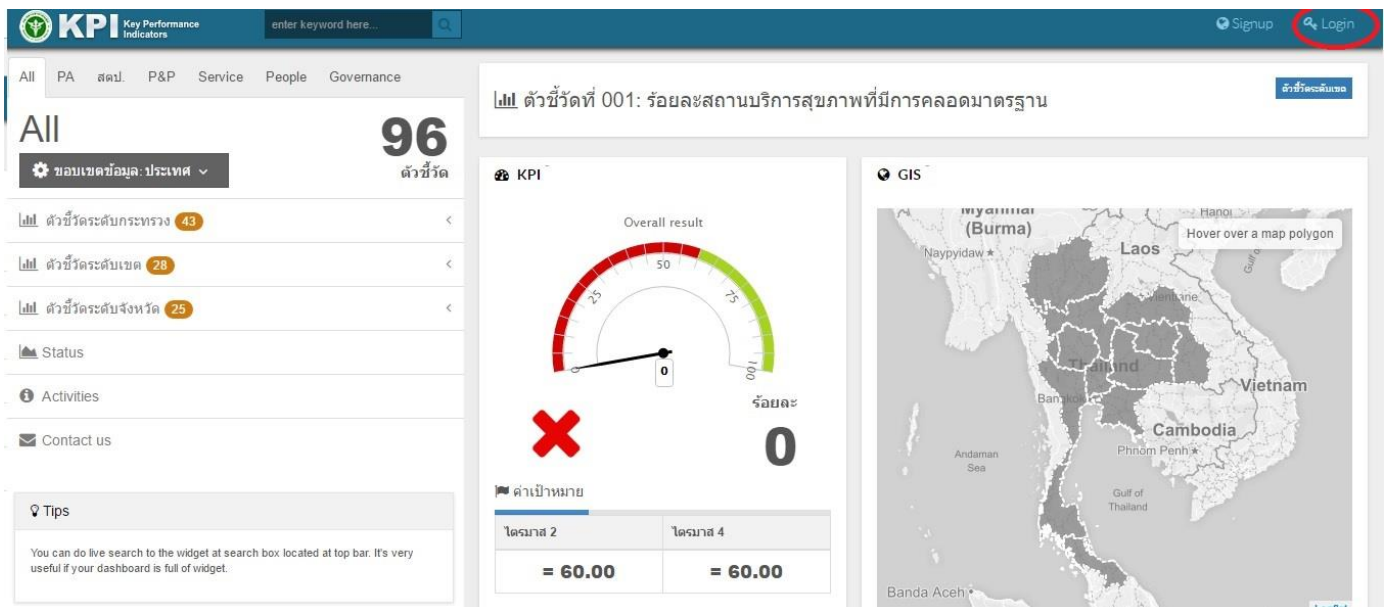 KPI Key Performance Indicators
enter keyword here...
Signup
Login
All PA สตป. P&P Service People Governance
All
96
ขอบเขตข้อมูล: ประเทศ
ตัวชี้วัด
ตัวชี้วัดระดับกระทรวง 43
ตัวชี้วัดระดับเขต 28
ตัวชี้วัดระดับจังหวัด 25
Status
Activities
Contact us
Tips
You can do live search to the widget at search box located at top bar. It's very
useful if your dashboard is full of widget.
ตัวชี้วัดที่ 001: ร้อยละสถานบริการสุขภาพที่มีการคลอดมาตรฐาน
ตัวชี้วัดระดับเขต
KPI
Overall result
0
25
50
75
100
0
ร้อยละ
0
ค่าเป้าหมาย
ไตรมาส 2 ไตรมาส 4
= 60.00 = 60.00
GIS
Hover over a map polygon
Myanmar
(Burma)
Hanoi
Laos
Naypyidaw
Gulf of
Vientiane
Thailand
Vietnam
Bangkok
Cambodia
Phnom Penh
Andaman
Sea
Gulf of
Thailand
Banda Aceh
Leaflet